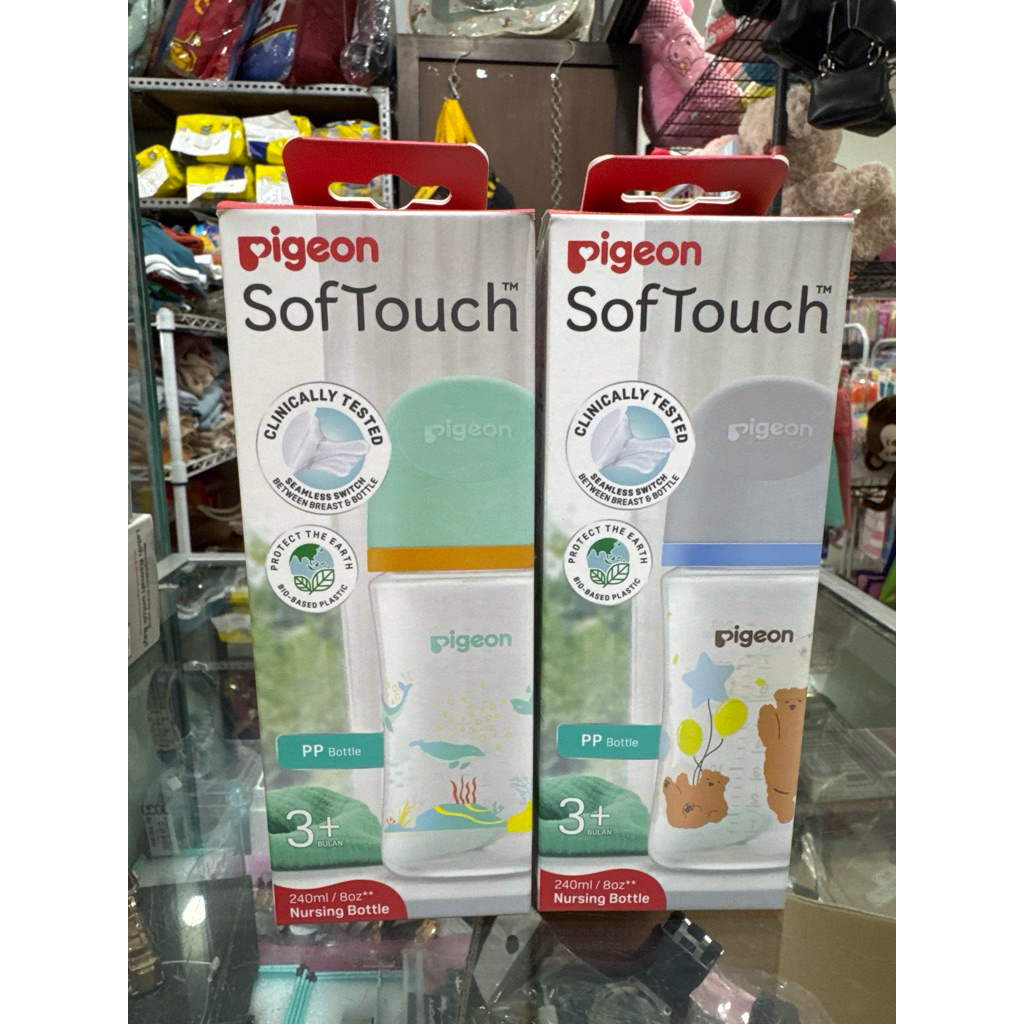 pigeon
SofTouch™
CLINICALLY TESTED
SEAMLESS SWITCH
BETWEEN BREAST & BOTTLE
pigeon
PROTECT THE EARTH
BIO-BASED PLASTIC
pigeon
PP Bottle
3+
BULAN
240ml / 8oz**
Nursing Bottle
pigeon
SofTouch™
CLINICALLY TESTED
SEAMLESS SWITCH
BETWEEN BREAST & BOTTLE
pigeon
PROTECT THE EARTH
BIO-BASED PLASTIC
pigeon
PP Bottle
3+
BULAN
240ml / 8oz**
Nursing Bottle